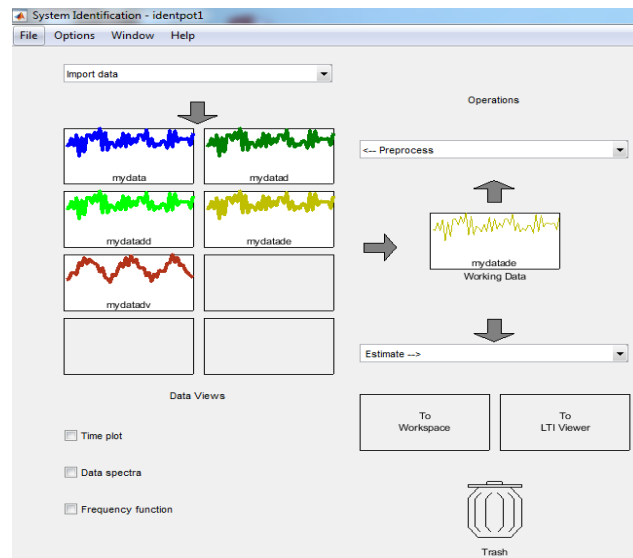 System Identification - identpot1
File Options Window Help
Import data
Operations
mydata
mydatad
<-- Preprocess
mydatadd
mydatade
mydatade
Working Data
mydatadv
Estimate -->
Data Views
To
Workspace
To
LTI Viewer
Time plot
Data spectra
Frequency function
Trash